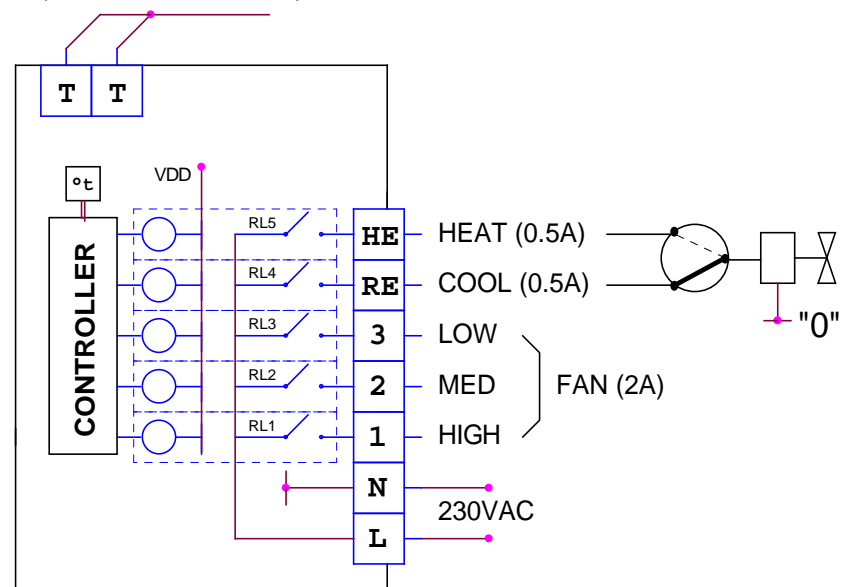 T T
°t
VDD
CONTROLLER
RL5 HE HEAT (0.5A)
RL4 RE COOL (0.5A)
"0"
RL3 3 LOW
RL2 2 MED FAN (2A)
RL1 1 HIGH
N
230VAC
L